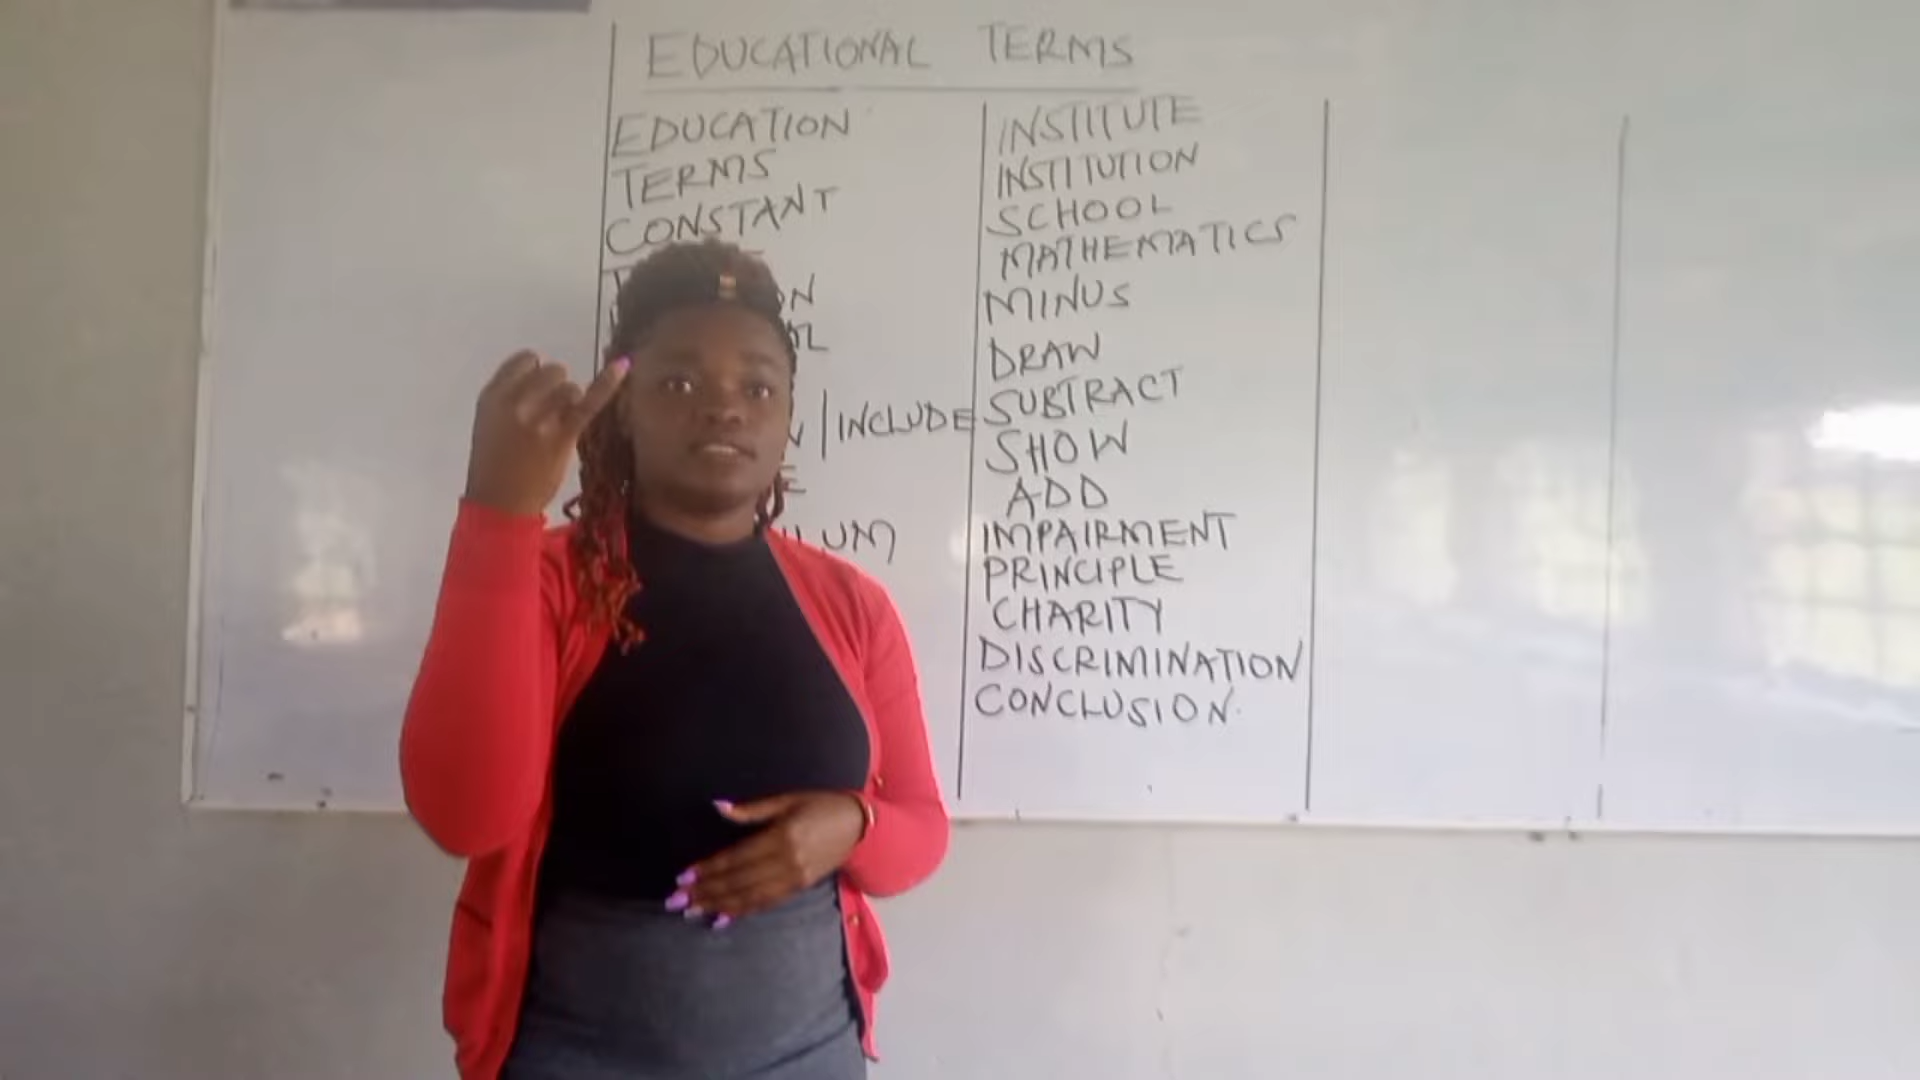 EDUCATIONAL TERMS
EDUCATION
TERMS
CONSTANT
INCLUDE
INSTITUTE
INSTITUTION
SCHOOL
MATHEMATICS
MINUS
DRAW
SUBTRACT
SHOW
ADD
IMPAIRMENT
PRINCIPLE
CHARITY
DISCRIMINATION
CONCLUSION.